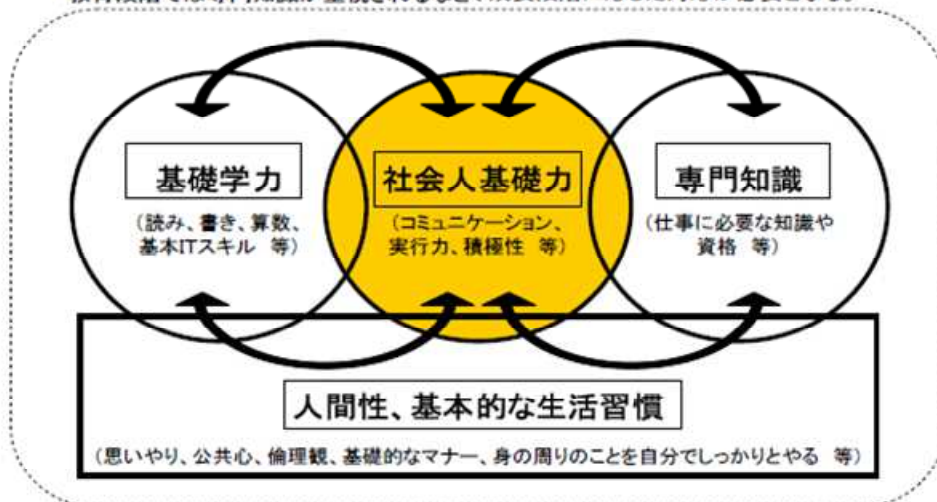 基礎学力
(読み、書き、算数、
基本ITスキル 等)
社会人基礎力
(コミュニケーション、
実行力、積極性 等)
専門知識
(仕事に必要な知識や
資格 等)
人間性、基本的な生活習慣
(思いやり、公共心、倫理観、基礎的なマナー、身の周りのことを自分でしっかりとやる 等)